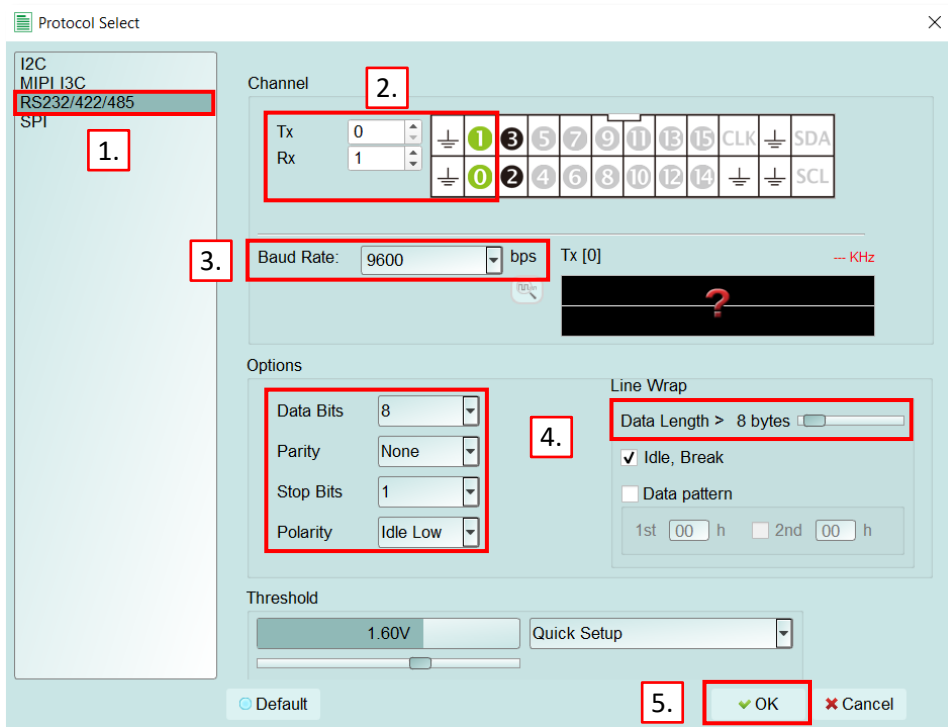 Protocol Select
I2C
MIPI I3C
RS232/422/485
SPI
1.
Channel
2.
Tx 0
Rx 1
1 3 5 7 9 11 13 15 CLK SDA
0 2 4 6 8 10 12 14 SCL
3.
Baud Rate: 9600 bps
Tx [0] --- KHz
?
Options
Data Bits 8
Parity None
Stop Bits 1
Polarity Idle Low
4.
Line Wrap
Data Length > 8 bytes
Idle, Break
Data pattern
1st 00 h 2nd 00 h
Threshold
1.60V
Quick Setup
Default
5.
OK
Cancel